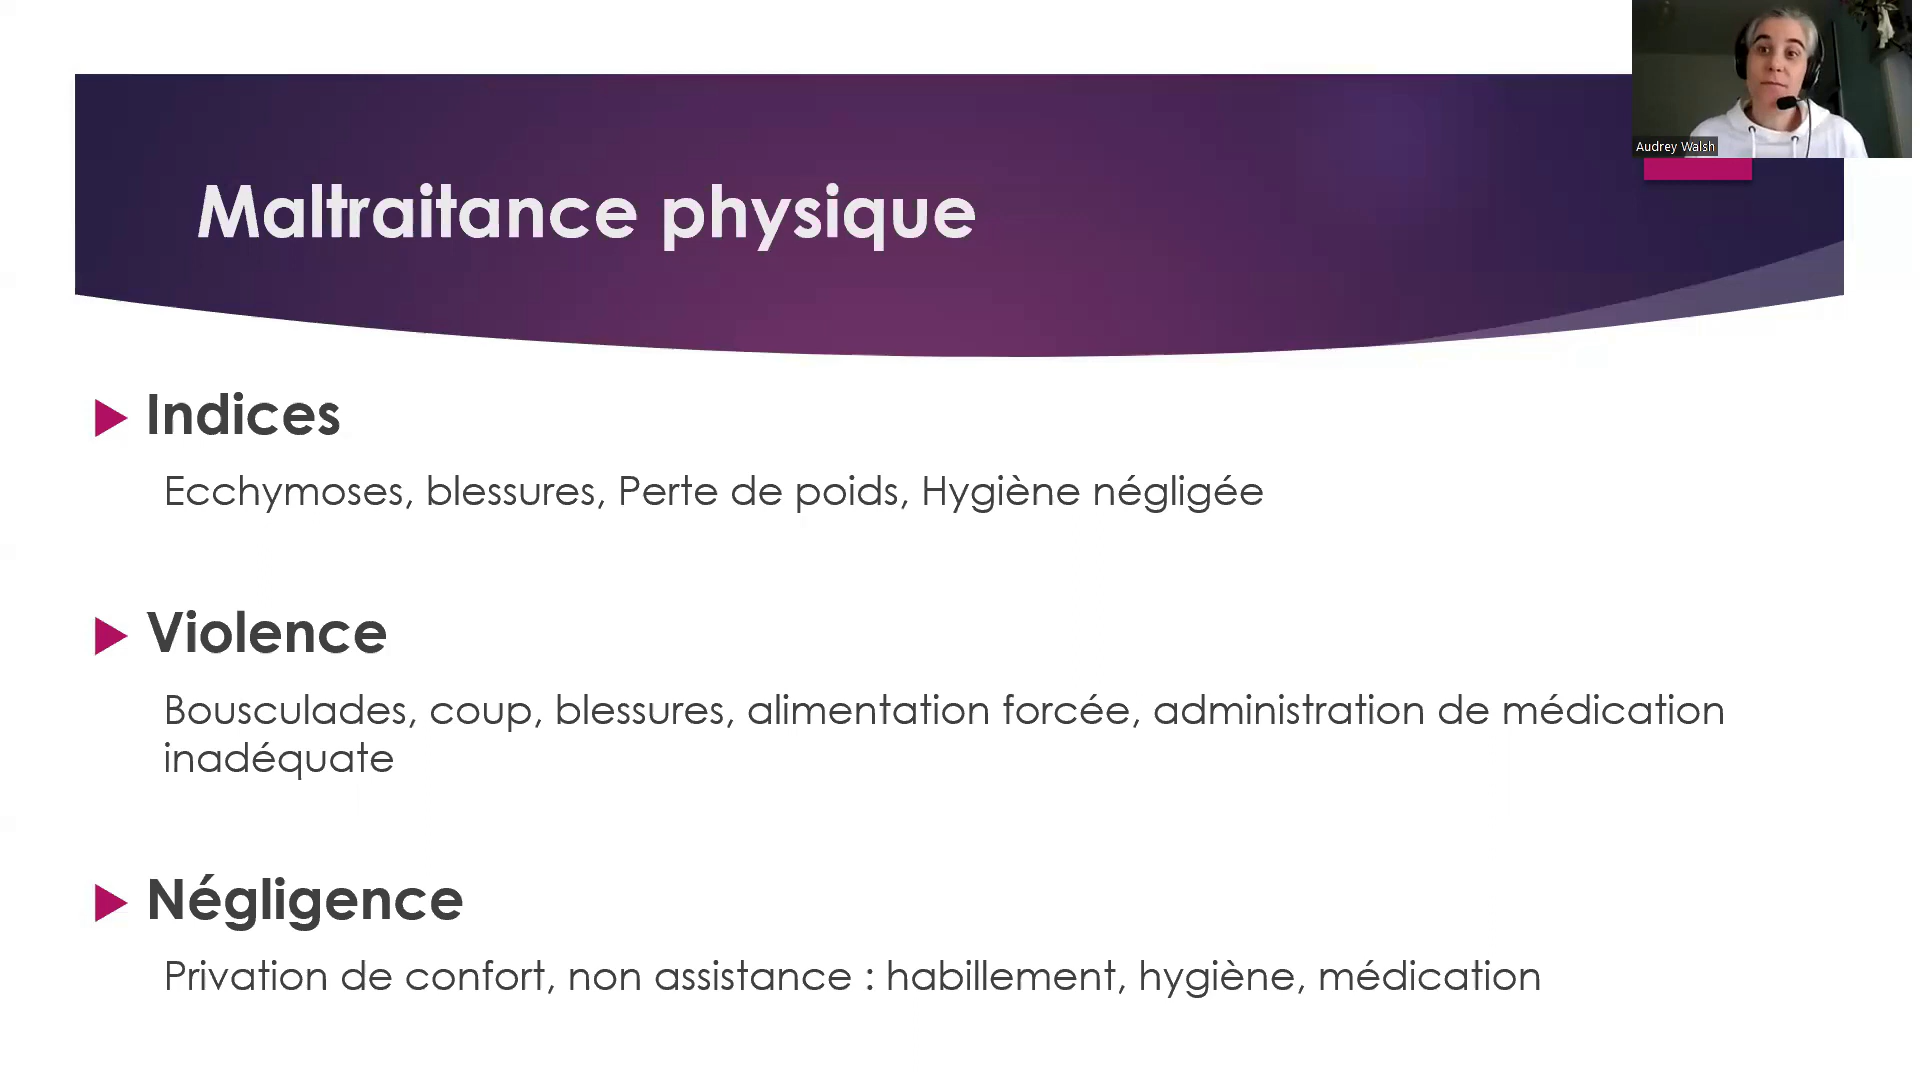 Maltraitance physique
Audrey Walsh
Indices
Ecchymoses, blessures, Perte de poids, Hygiène négligée
Violence
Bousculades, coup, blessures, alimentation forcée, administration de médication
inadéquate
Négligence
Privation de confort, non assistance : habillement, hygiène, médication